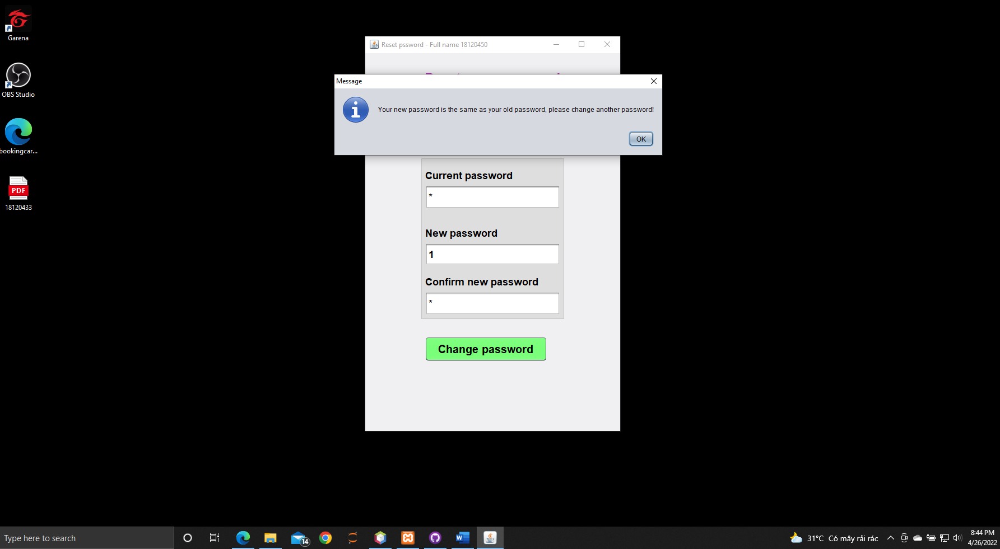 Garena
OBS Studio
bookingcar...
PDF
18120433
Reset pssword - Full name 18120450
Message
Your new password is the same as your old password, please change another password!
OK
Current password
*
New password
1
Confirm new password
*
Change password
Type here to search
14
31°C Có mây rải rác
8:44 PM
4/26/2022